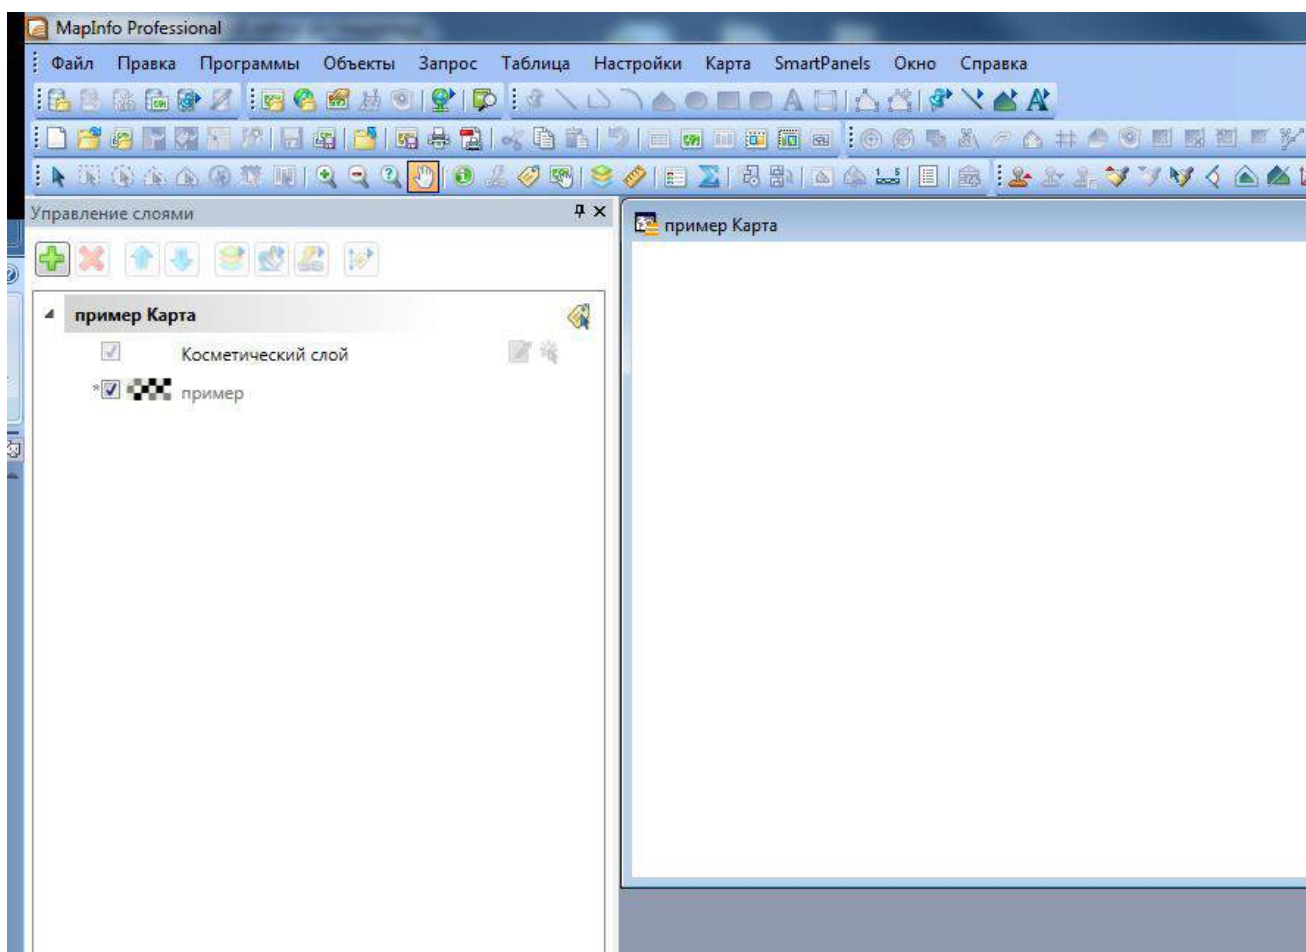 MapInfo Professional
Файл Правка Программы Объекты Запрос Таблица Настройки Карта SmartPanels Окно Справка
Управление слоями
пример Карта
пример Карта
Косметический слой
* пример